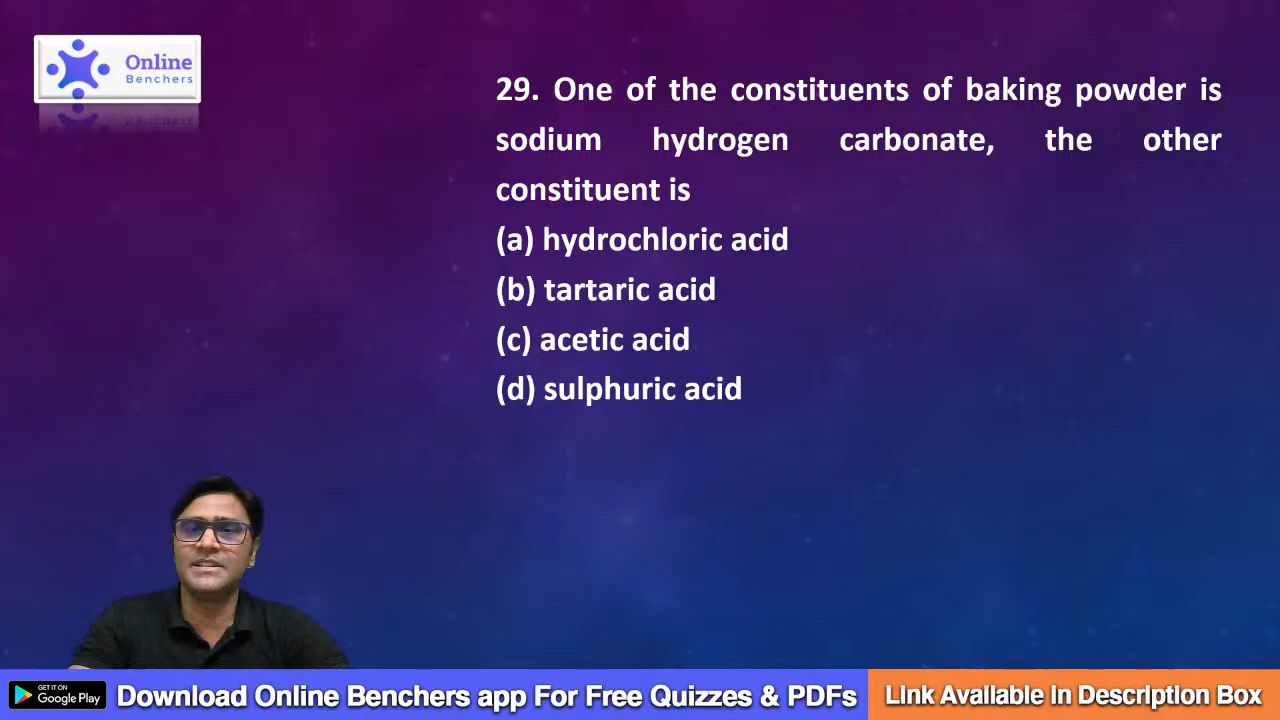 Online
Benchers
29. One of the constituents of baking powder is
sodium hydrogen carbonate, the other
constituent is
(a) hydrochloric acid
(b) tartaric acid
(c) acetic acid
(d) sulphuric acid
GET IT ON
Google Play
Download Online Benchers app For Free Quizzes & PDFs
Link Available In Description Box